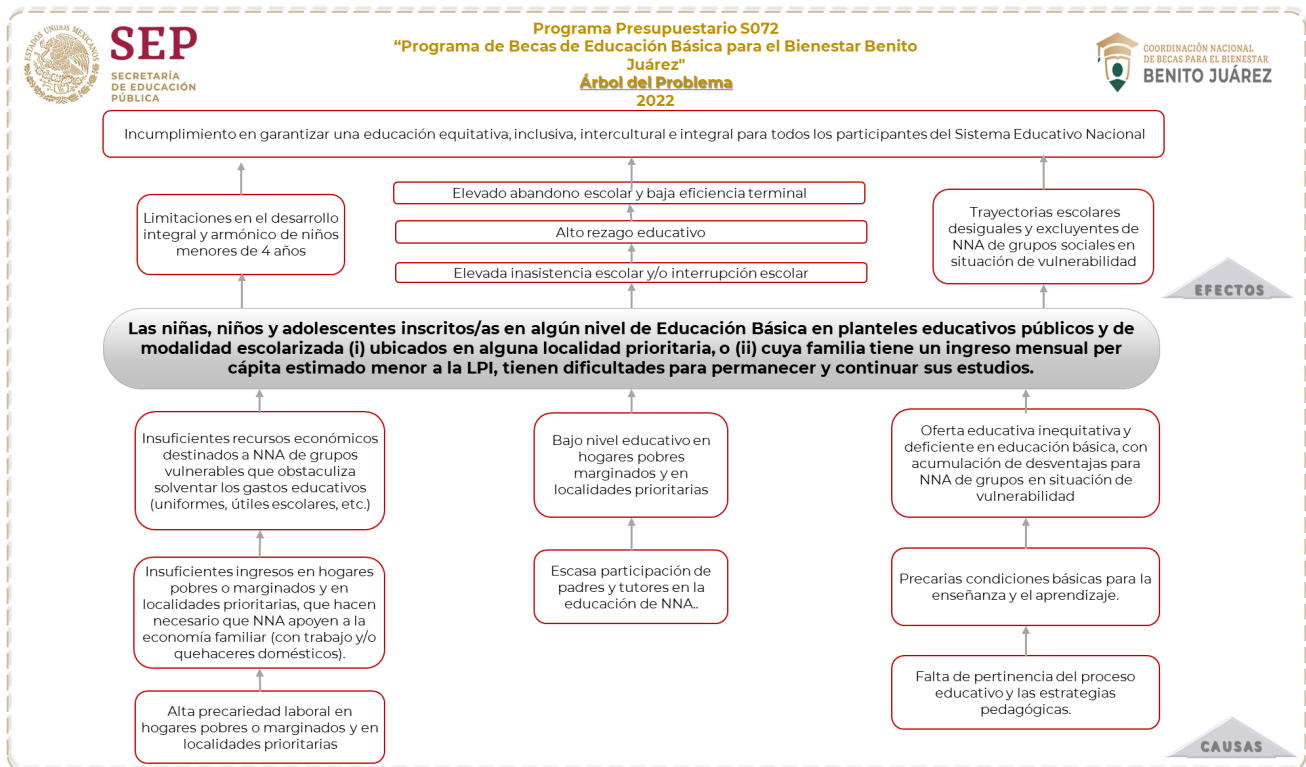 ESTADOS UNIDOS MEXICANOS
SEP
SECRETARÍA
DE EDUCACIÓN
PÚBLICA
Programa Presupuestario S072
“Programa de Becas de Educación Básica para el Bienestar Benito
Juárez"
Árbol del Problema
2022
COORDINACIÓN NACIONAL
DE BECAS PARA EL BIENESTAR
BENITO JUÁREZ
Incumplimiento en garantizar una educación equitativa, inclusiva, intercultural e integral para todos los participantes del Sistema Educativo Nacional
Limitaciones en el desarrollo
integral y armónico de niños
menores de 4 años
Elevado abandono escolar y baja eficiencia terminal
Alto rezago educativo
Elevada inasistencia escolar y/o interrupción escolar
Trayectorias escolares
desiguales y excluyentes de
NNA de grupos sociales en
situación de vulnerabilidad
EFECTOS
Las niñas, niños y adolescentes inscritos/as en algún nivel de Educación Básica en planteles educativos públicos y de
modalidad escolarizada (i) ubicados en alguna localidad prioritaria, o (ii) cuya familia tiene un ingreso mensual per
cápita estimado menor a la LPI, tienen dificultades para permanecer y continuar sus estudios.
Insuficientes recursos económicos
destinados a NNA de grupos
vulnerables que obstaculiza
solventar los gastos educativos
(uniformes, útiles escolares, etc.)
Insuficientes ingresos en hogares
pobres o marginados y en
localidades prioritarias, que hacen
necesario que NNA apoyen a la
economía familiar (con trabajo y/o
quehaceres domésticos).
Alta precariedad laboral en
hogares pobres o marginados y en
localidades prioritarias
Bajo nivel educativo en
hogares pobres
marginados y en
localidades prioritarias
Escasa participación de
padres y tutores en la
educación de NNA..
Oferta educativa inequitativa y
deficiente en educación básica, con
acumulación de desventajas para
NNA de grupos en situación de
vulnerabilidad
Precarias condiciones básicas para la
enseñanza y el aprendizaje.
Falta de pertinencia del proceso
educativo y las estrategias
pedagógicas.
CAUSAS